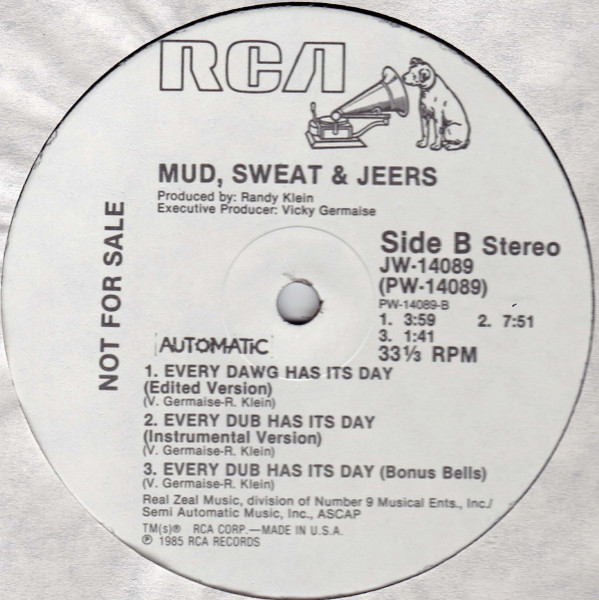 RCA
MUD, SWEAT & JEERS
Produced by: Randy Klein
Executive Producer: Vicky Germaise
NOT FOR SALE
Side B Stereo
JW-14089
(PW-14089)
PW-14089-B
1. 3:59 2. 7:51
3. 1:41
33⅓ RPM
AUTOMATIC
1. EVERY DAWG HAS ITS DAY
(Edited Version)
(V. Germaise-R. Klein)
2. EVERY DUB HAS ITS DAY
(Instrumental Version)
(V. Germaise-R. Klein)
3. EVERY DUB HAS ITS DAY (Bonus Bells)
(V. Germaise-R. Klein)
Real Zeal Music, division of Number 9 Musical Ents., Inc./
Semi Automatic Music, Inc., ASCAP
TM(s)® RCA CORP.—MADE IN U.S.A.
℗ 1985 RCA RECORDS